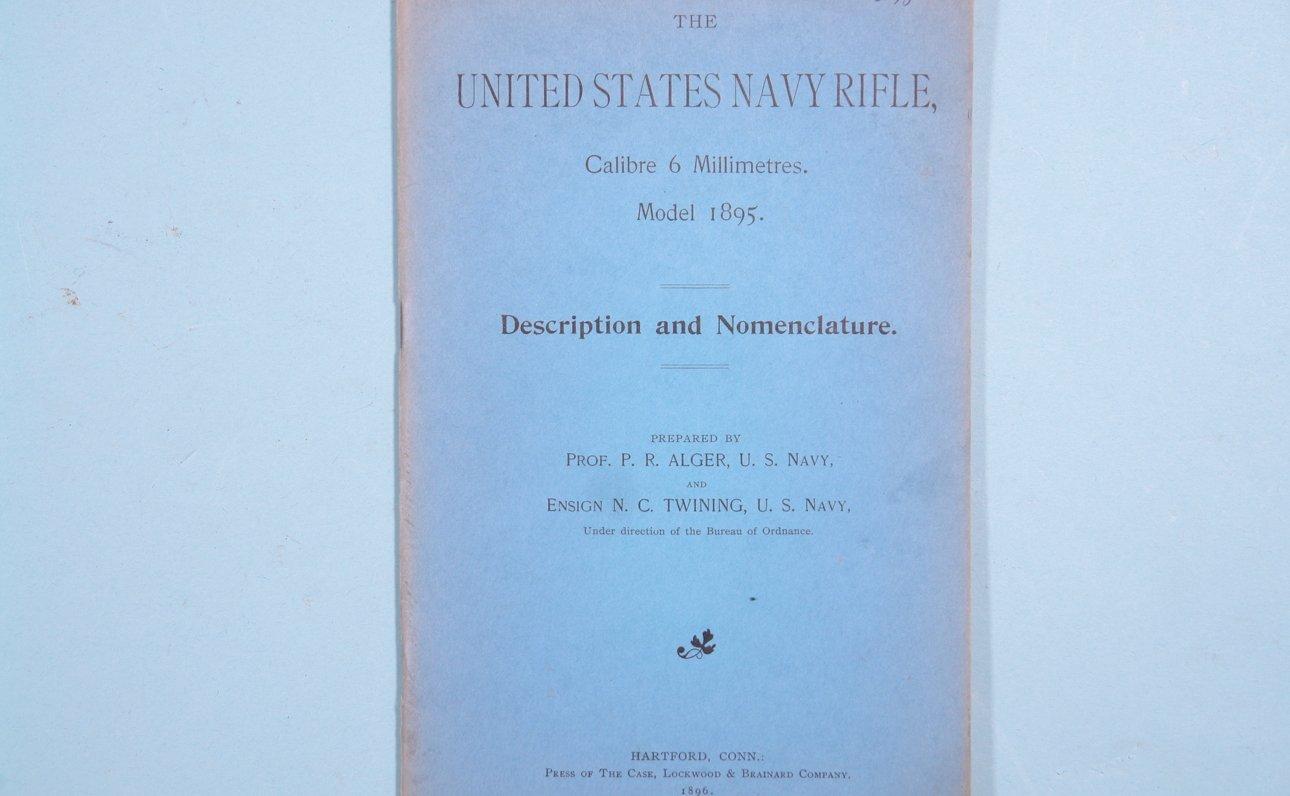 THE
UNITED STATES NAVY RIFLE,
Calibre 6 Millimetres.
Model 1895.
Description and Nomenclature.
PREPARED BY
PROF. P. R. ALGER, U. S. NAVY,
AND
ENSIGN N. C. TWINING, U. S. NAVY,
Under direction of the Bureau of Ordnance.
HARTFORD, CONN.:
PRESS OF THE CASE, LOCKWOOD & BRAINARD COMPANY.
1896.